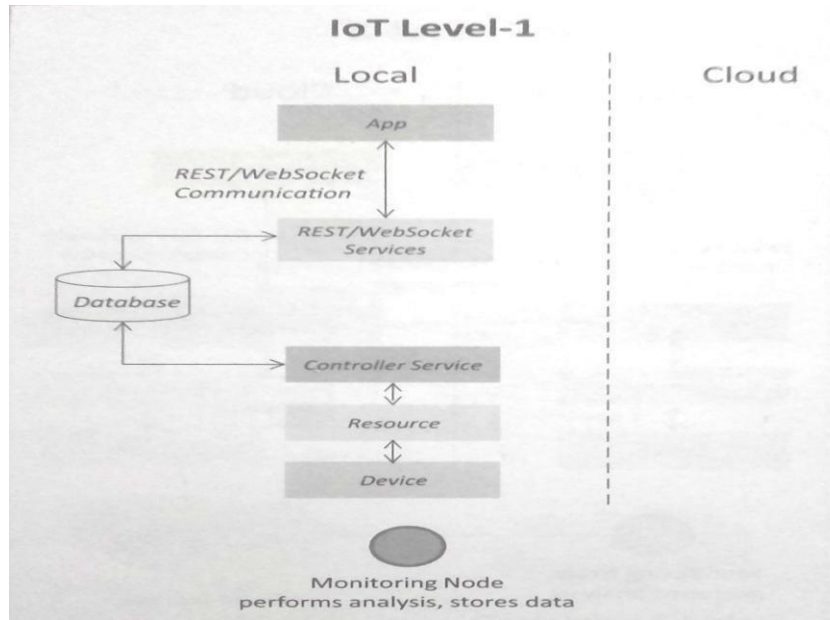 IoT Level-1
Local
Cloud
App
REST/WebSocket
Communication
REST/WebSocket
Services
Database
Controller Service
Resource
Device
Monitoring Node
performs analysis, stores data